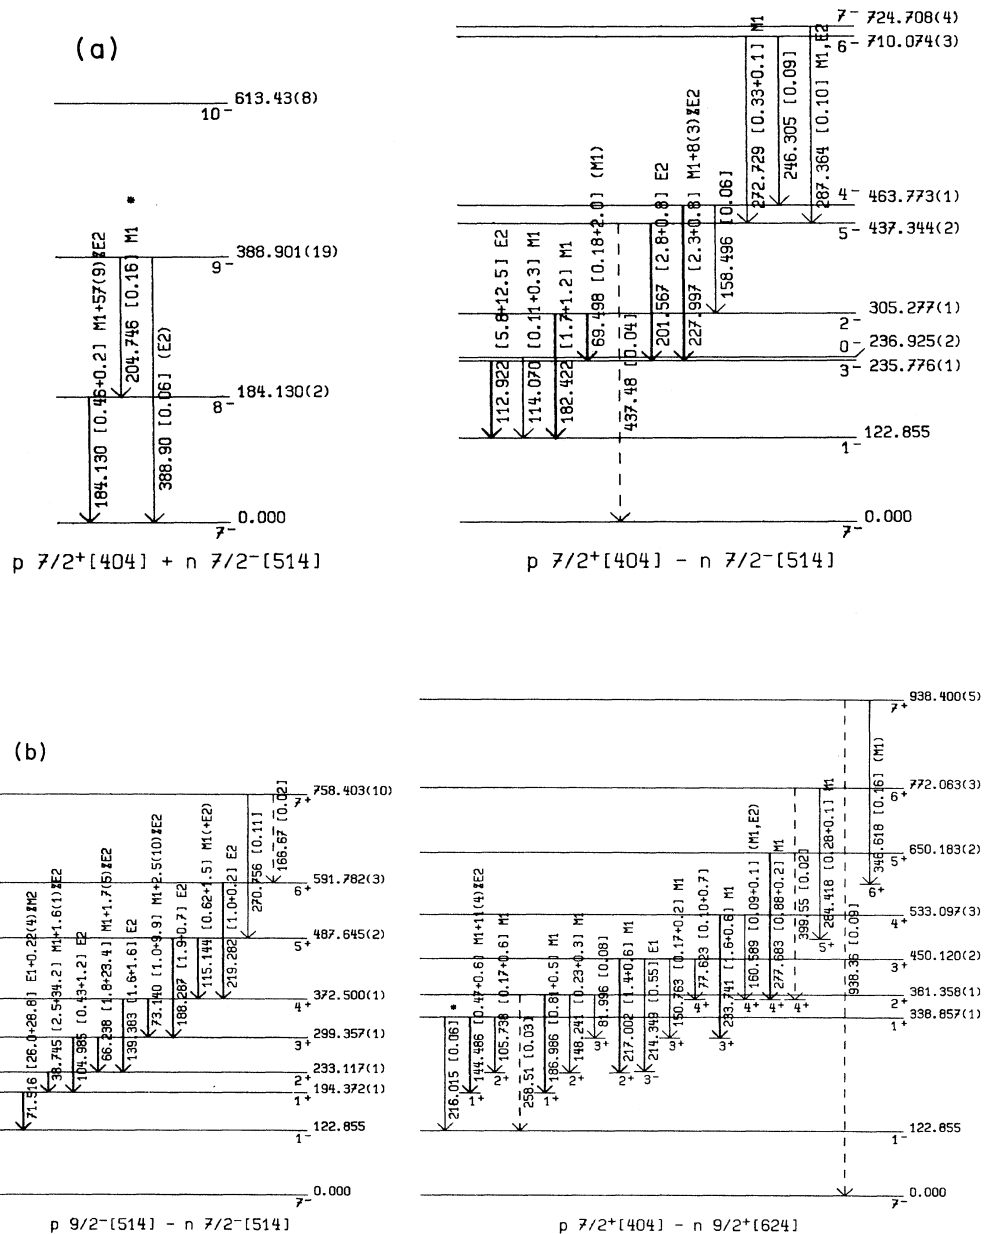 (a)
10⁻ 613.43(8)
*
9⁻ 388.901(19)
8⁻ 184.130(2)
7⁻ 0.000
184.130 [0.46+0.2] M1+57(9)%E2
204.746 [0.16] M1
388.90 [0.06] (E2)
p 7/2⁺[404] + n 7/2⁻[514]
7⁻ 724.708(4)
6⁻ 710.074(3)
4⁻ 463.773(1)
5⁻ 437.344(2)
2⁻ 305.277(1)
0⁻ 236.925(2)
3⁻ 235.776(1)
1⁻ 122.855
7⁻ 0.000
112.922 [5.8+12.5] E2
114.070 [0.11+0.3] M1
182.422 [1.7+1.2] M1
69.498 [0.18+2.0] (M1)
437.48 [0.04]
201.567 [2.8+0.8] E2
227.997 [2.3+0.8] M1+8(3)%E2
158.496 [0.06]
272.729 [0.33+0.1] M1
246.305 [0.09]
287.364 [0.10] M1,E2
p 7/2⁺[404] - n 7/2⁻[514]
(b)
7⁺ 758.403(10)
6⁺ 591.782(3)
5⁺ 487.645(2)
4⁺ 372.500(1)
3⁺ 299.357(1)
2⁺ 233.117(1)
1⁺ 194.372(1)
1⁻ 122.855
7⁻ 0.000
71.516 [26.0+28.8] E1+0.22(4)%M2
38.745 [2.5+34.2] M1+1.6(1)%E2
104.985 [0.43+1.2] E2
66.238 [1.8+23.4] M1+1.7(5)%E2
139.383 [1.6+1.6] E2
73.140 [1.0+9.9] M1+2.5(10)%E2
188.287 [1.9+0.7] E2
115.144 [0.62+1.5] M1(+E2)
219.282 [1.0+0.2] E2
270.756 [0.11]
166.67 [0.02]
p 9/2⁻[514] - n 7/2⁻[514]
7⁺ 938.400(5)
6⁺ 772.063(3)
5⁺ 650.183(2)
4⁺ 533.097(3)
3⁺ 450.120(2)
2⁺ 361.358(1)
1⁺ 338.857(1)
1⁻ 122.855
7⁻ 0.000
*
216.015 [0.06]
144.486 [0.47+0.6] M1+11(4)%E2
1⁺
105.738 [0.17+0.6] M1
2⁺
258.51 [0.03]
186.986 [0.81+0.5] M1
1⁺
148.241 [0.23+0.3] M1
2⁺
81.996 [0.08]
3⁺
217.002 [1.4+0.6] M1
2⁺
214.349 [0.55] E1
3⁻
150.763 [0.17+0.2] M1
3⁺
77.623 [0.10+0.7]
4⁺
233.741 [1.6+0.6] M1
3⁺
160.589 [0.09+0.1] (M1,E2)
4⁺
277.683 [0.88+0.2] M1
4⁺
399.55 [0.02]
4⁺
284.418 [0.28+0.1] M1
5⁺
938.36 [0.09]
346.618 [0.16] (M1)
6⁺
p 7/2⁺[404] - n 9/2⁺[624]